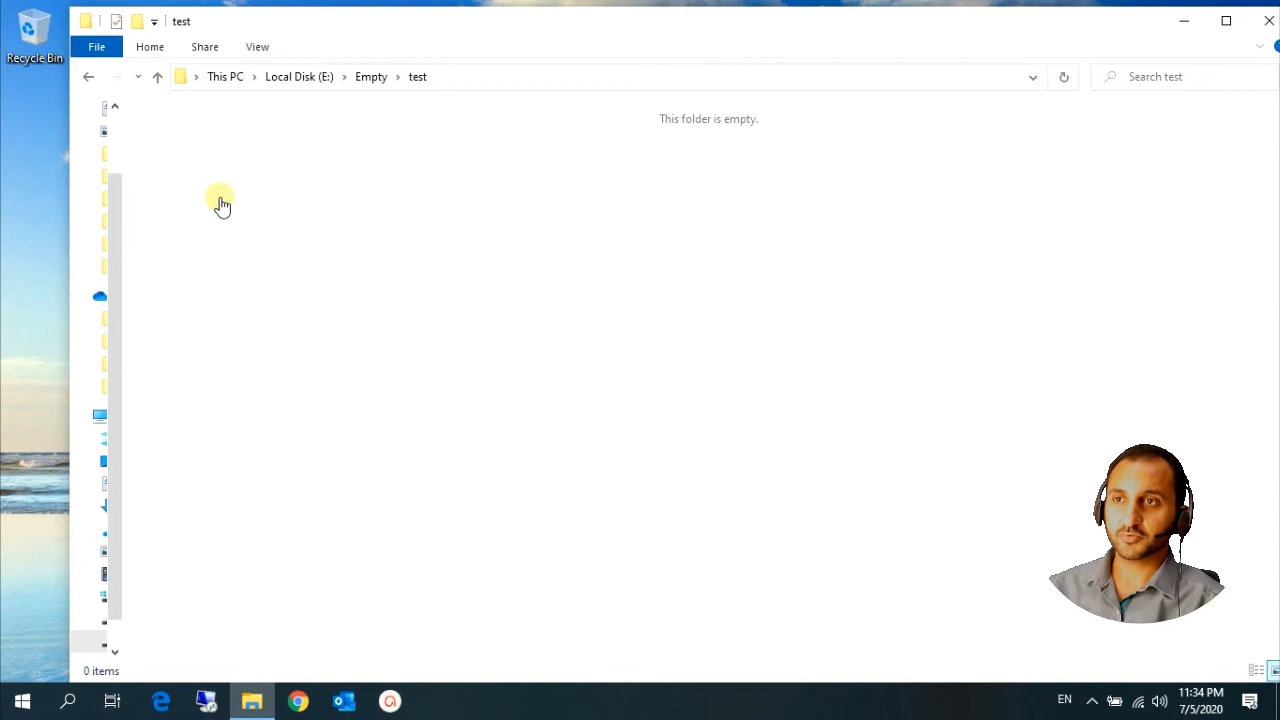 Recycle Bin
test
File Home Share View
This PC Local Disk (E:) Empty test
Search test
This folder is empty.
0 items
EN
11:34 PM
7/5/2020